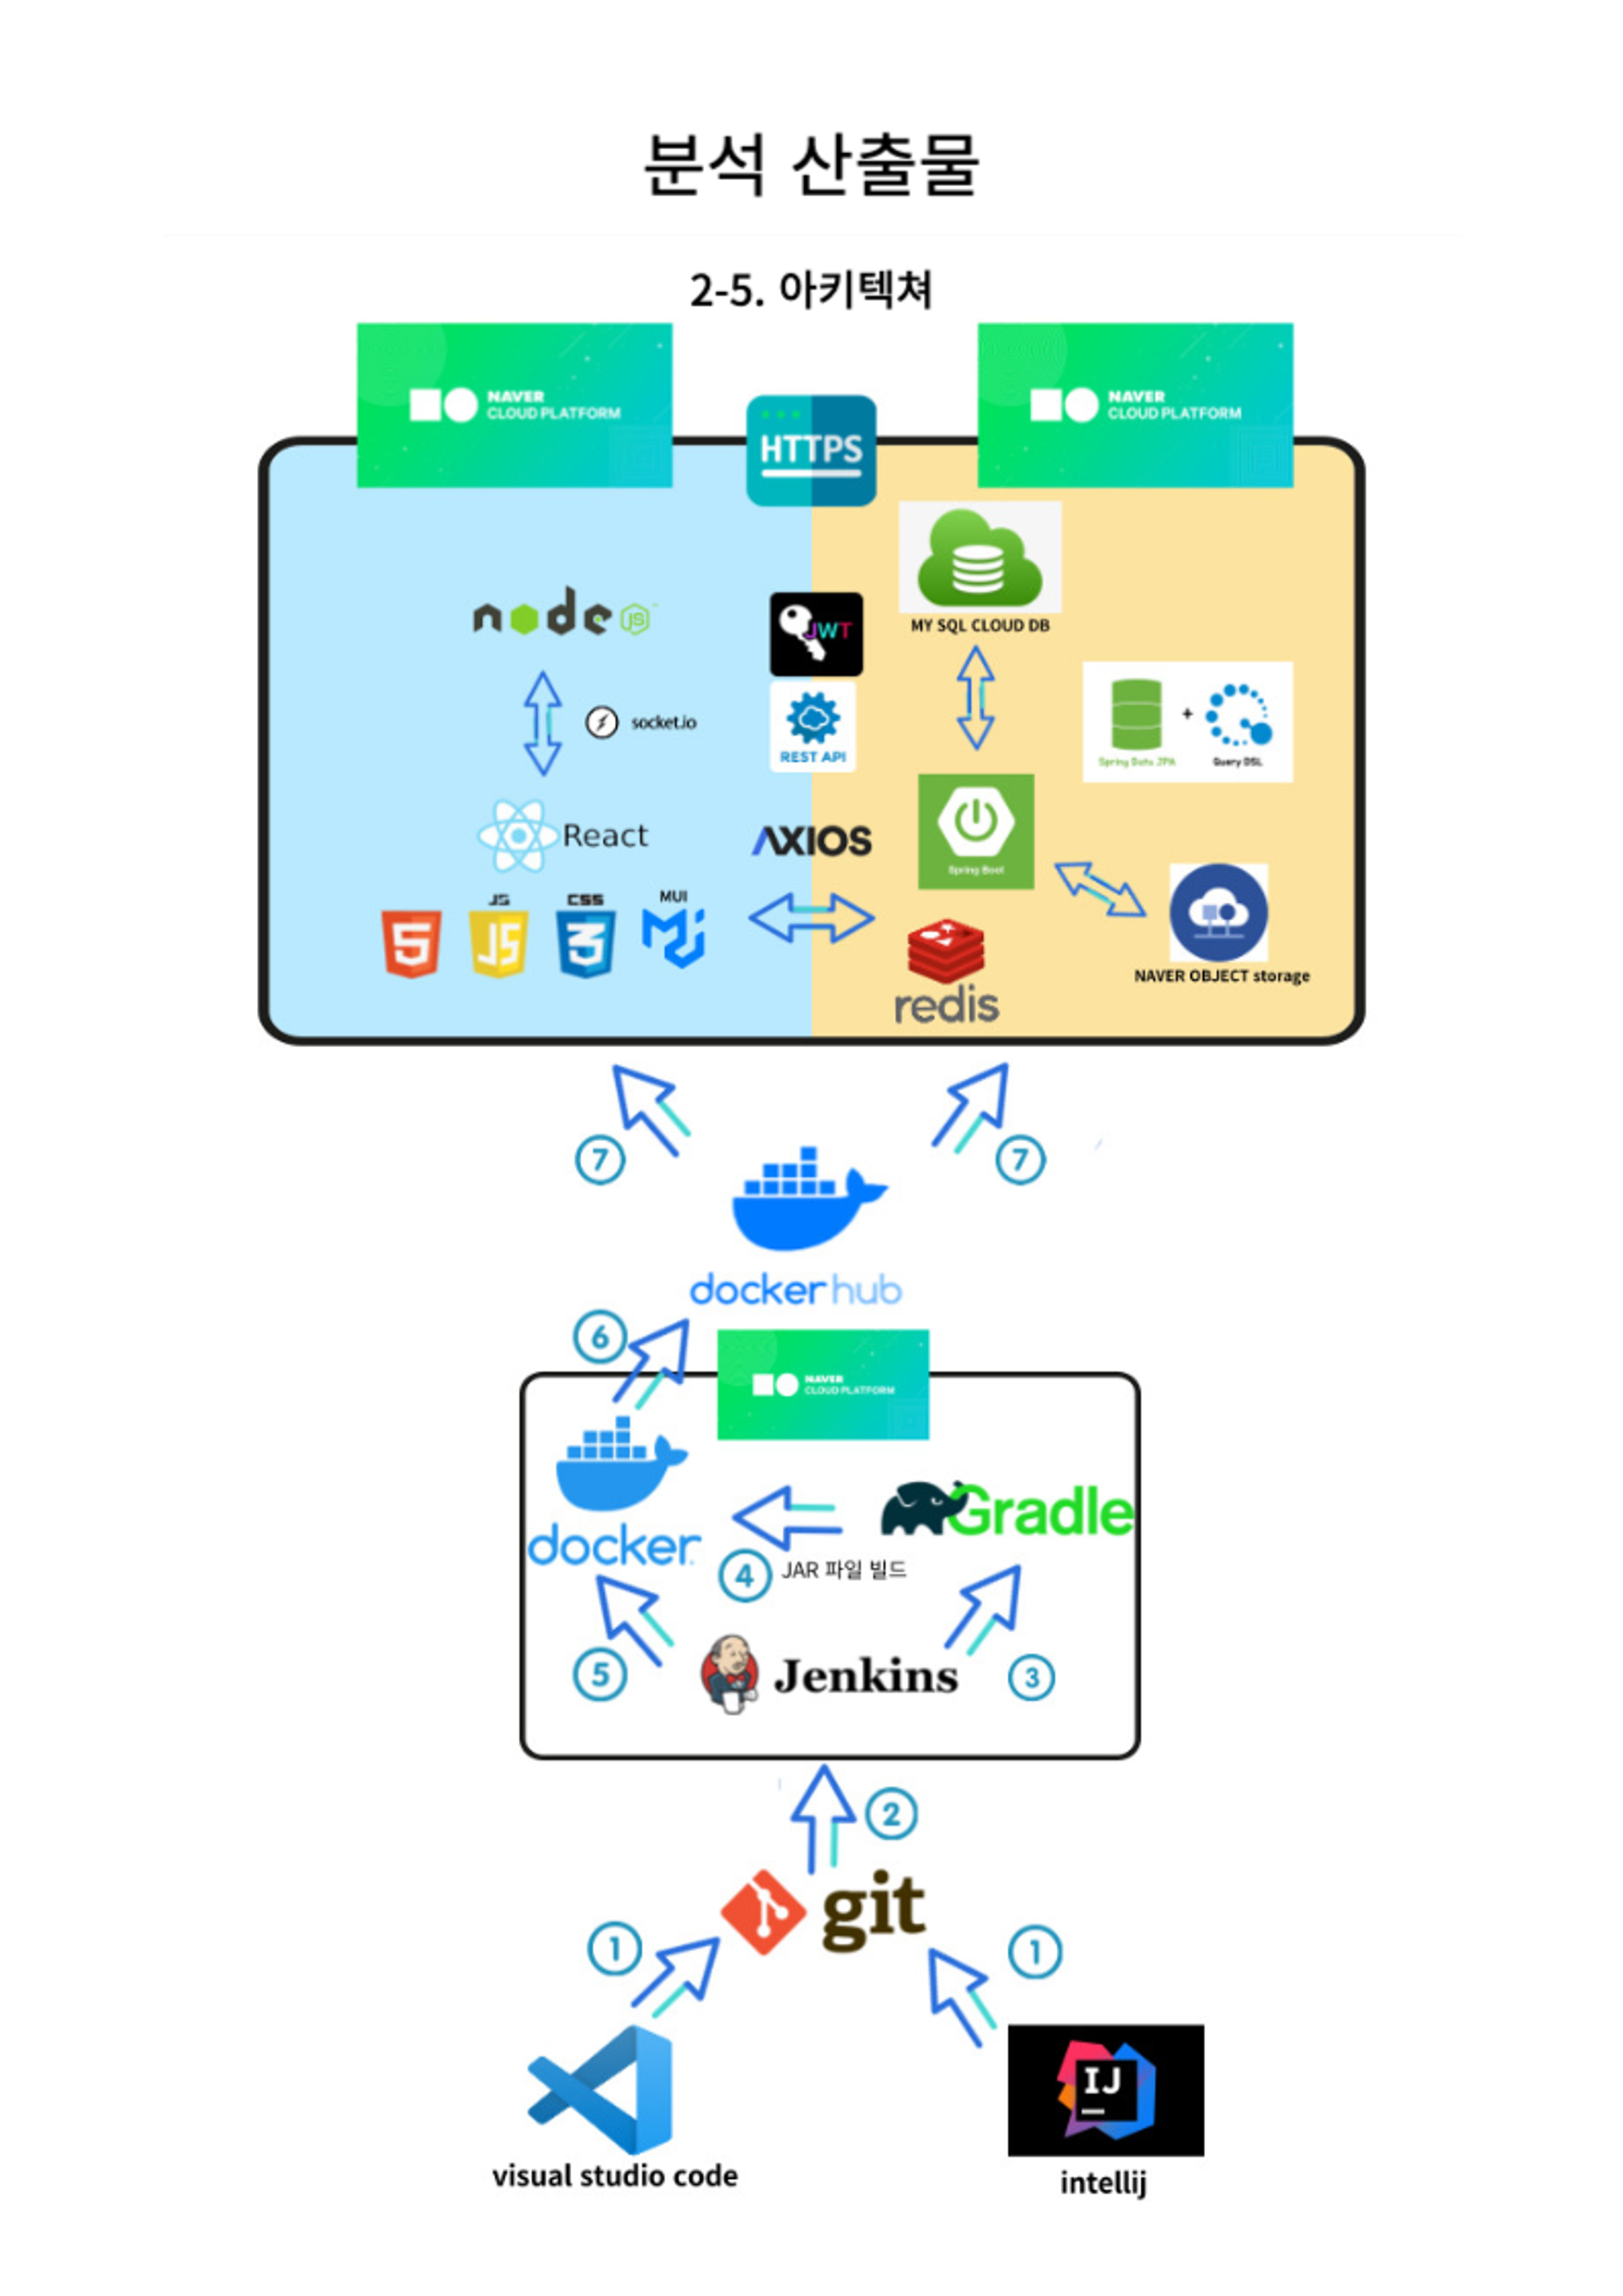 분석 산출물
2-5. 아키텍쳐
NAVER
CLOUD PLATFORM
HTTPS
NAVER
CLOUD PLATFORM
node JS
JWT
MY SQL CLOUD DB
socket.io
REST API
Spring Data JPA
+
Query DSL
React
AXIOS
Spring Boot
JS
CSS
MUI
5
JS
3
redis
NAVER OBJECT storage
7
7
docker hub
6
NAVER
CLOUD PLATFORM
docker
Gradle
4 JAR 파일 빌드
5
Jenkins
3
2
git
1
1
visual studio code
IJ
intellij